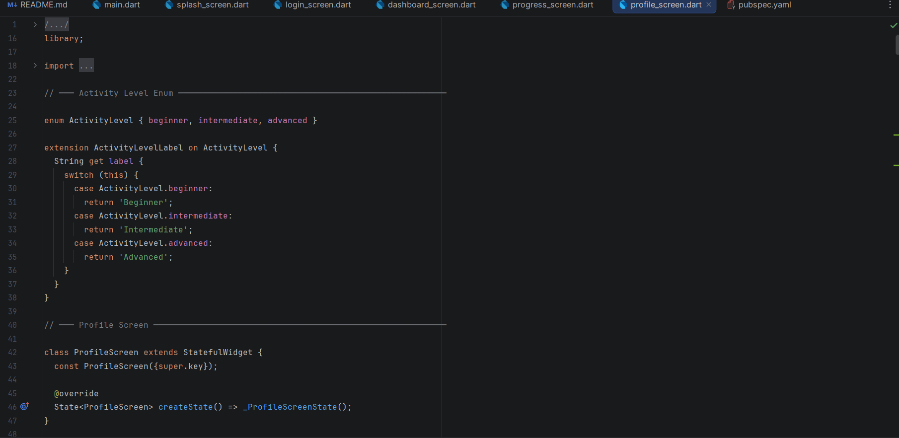 README.md main.dart splash_screen.dart login_screen.dart dashboard_screen.dart progress_screen.dart profile_screen.dart × pubspec.yaml
1 > /.../
16 library;
17
18 > import ...
22
23 // ─── Activity Level Enum ──────────────────────────────────────────────────────
24
25 enum ActivityLevel { beginner, intermediate, advanced }
26
27 extension ActivityLevelLabel on ActivityLevel {
28 String get label {
29 switch (this) {
30 case ActivityLevel.beginner:
31 return 'Beginner';
32 case ActivityLevel.intermediate:
33 return 'Intermediate';
34 case ActivityLevel.advanced:
35 return 'Advanced';
36 }
37 }
38 }
39
40 // ─── Profile Screen ───────────────────────────────────────────────────────────
41
42 class ProfileScreen extends StatefulWidget {
43 const ProfileScreen({super.key});
44
45 @override
46 State<ProfileScreen> createState() => _ProfileScreenState();
47 }
48